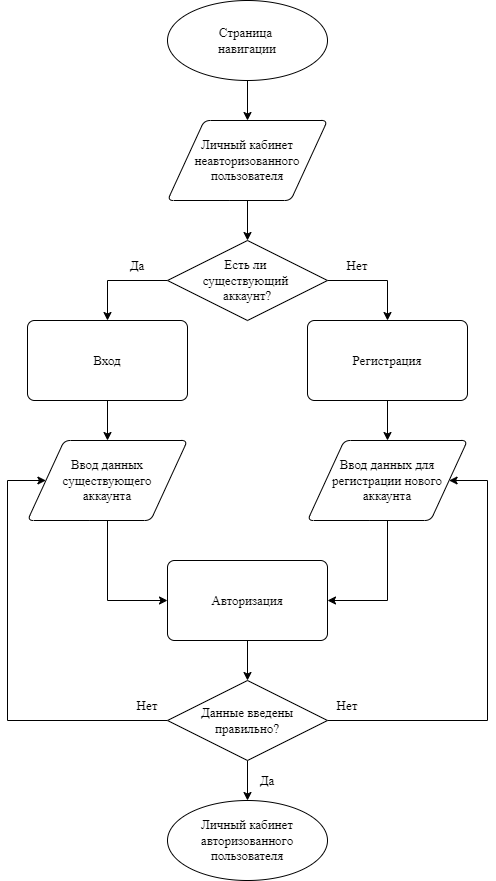 Страница
навигации
Личный кабинет
неавторизованного
пользователя
Есть ли
существующий
аккаунт?
Да
Нет
Вход
Регистрация
Ввод данных
существующего
аккаунта
Ввод данных для
регистрации нового
аккаунта
Авторизация
Данные введены
правильно?
Нет
Нет
Да
Личный кабинет
авторизованного
пользователя